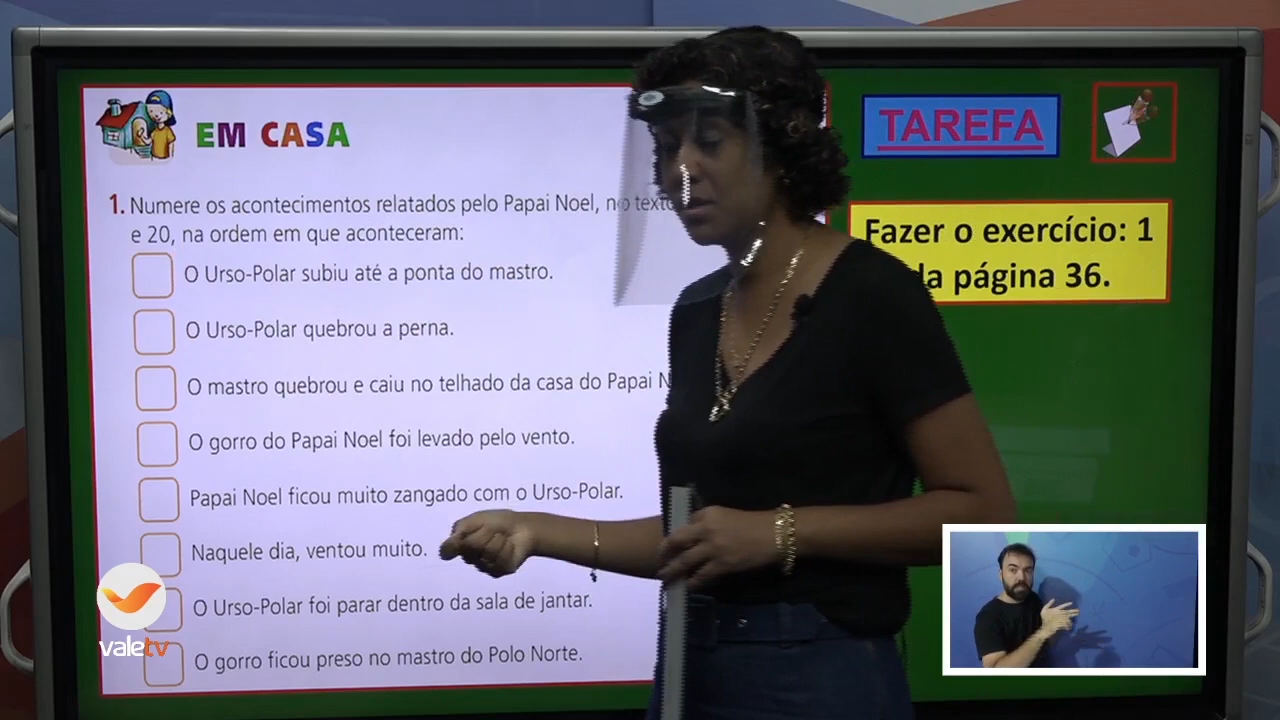 EM CASA
1. Numere os acontecimentos relatados pelo Papai Noel, no texto
e 20, na ordem em que aconteceram:
O Urso-Polar subiu até a ponta do mastro.
O Urso-Polar quebrou a perna.
O mastro quebrou e caiu no telhado da casa do Papai
O gorro do Papai Noel foi levado pelo vento.
Papai Noel ficou muito zangado com o Urso-Polar.
Naquele dia, ventou muito.
O Urso-Polar foi parar dentro da sala de jantar.
O gorro ficou preso no mastro do Polo Norte.
TAREFA
Fazer o exercício: 1
página 36.
valetv